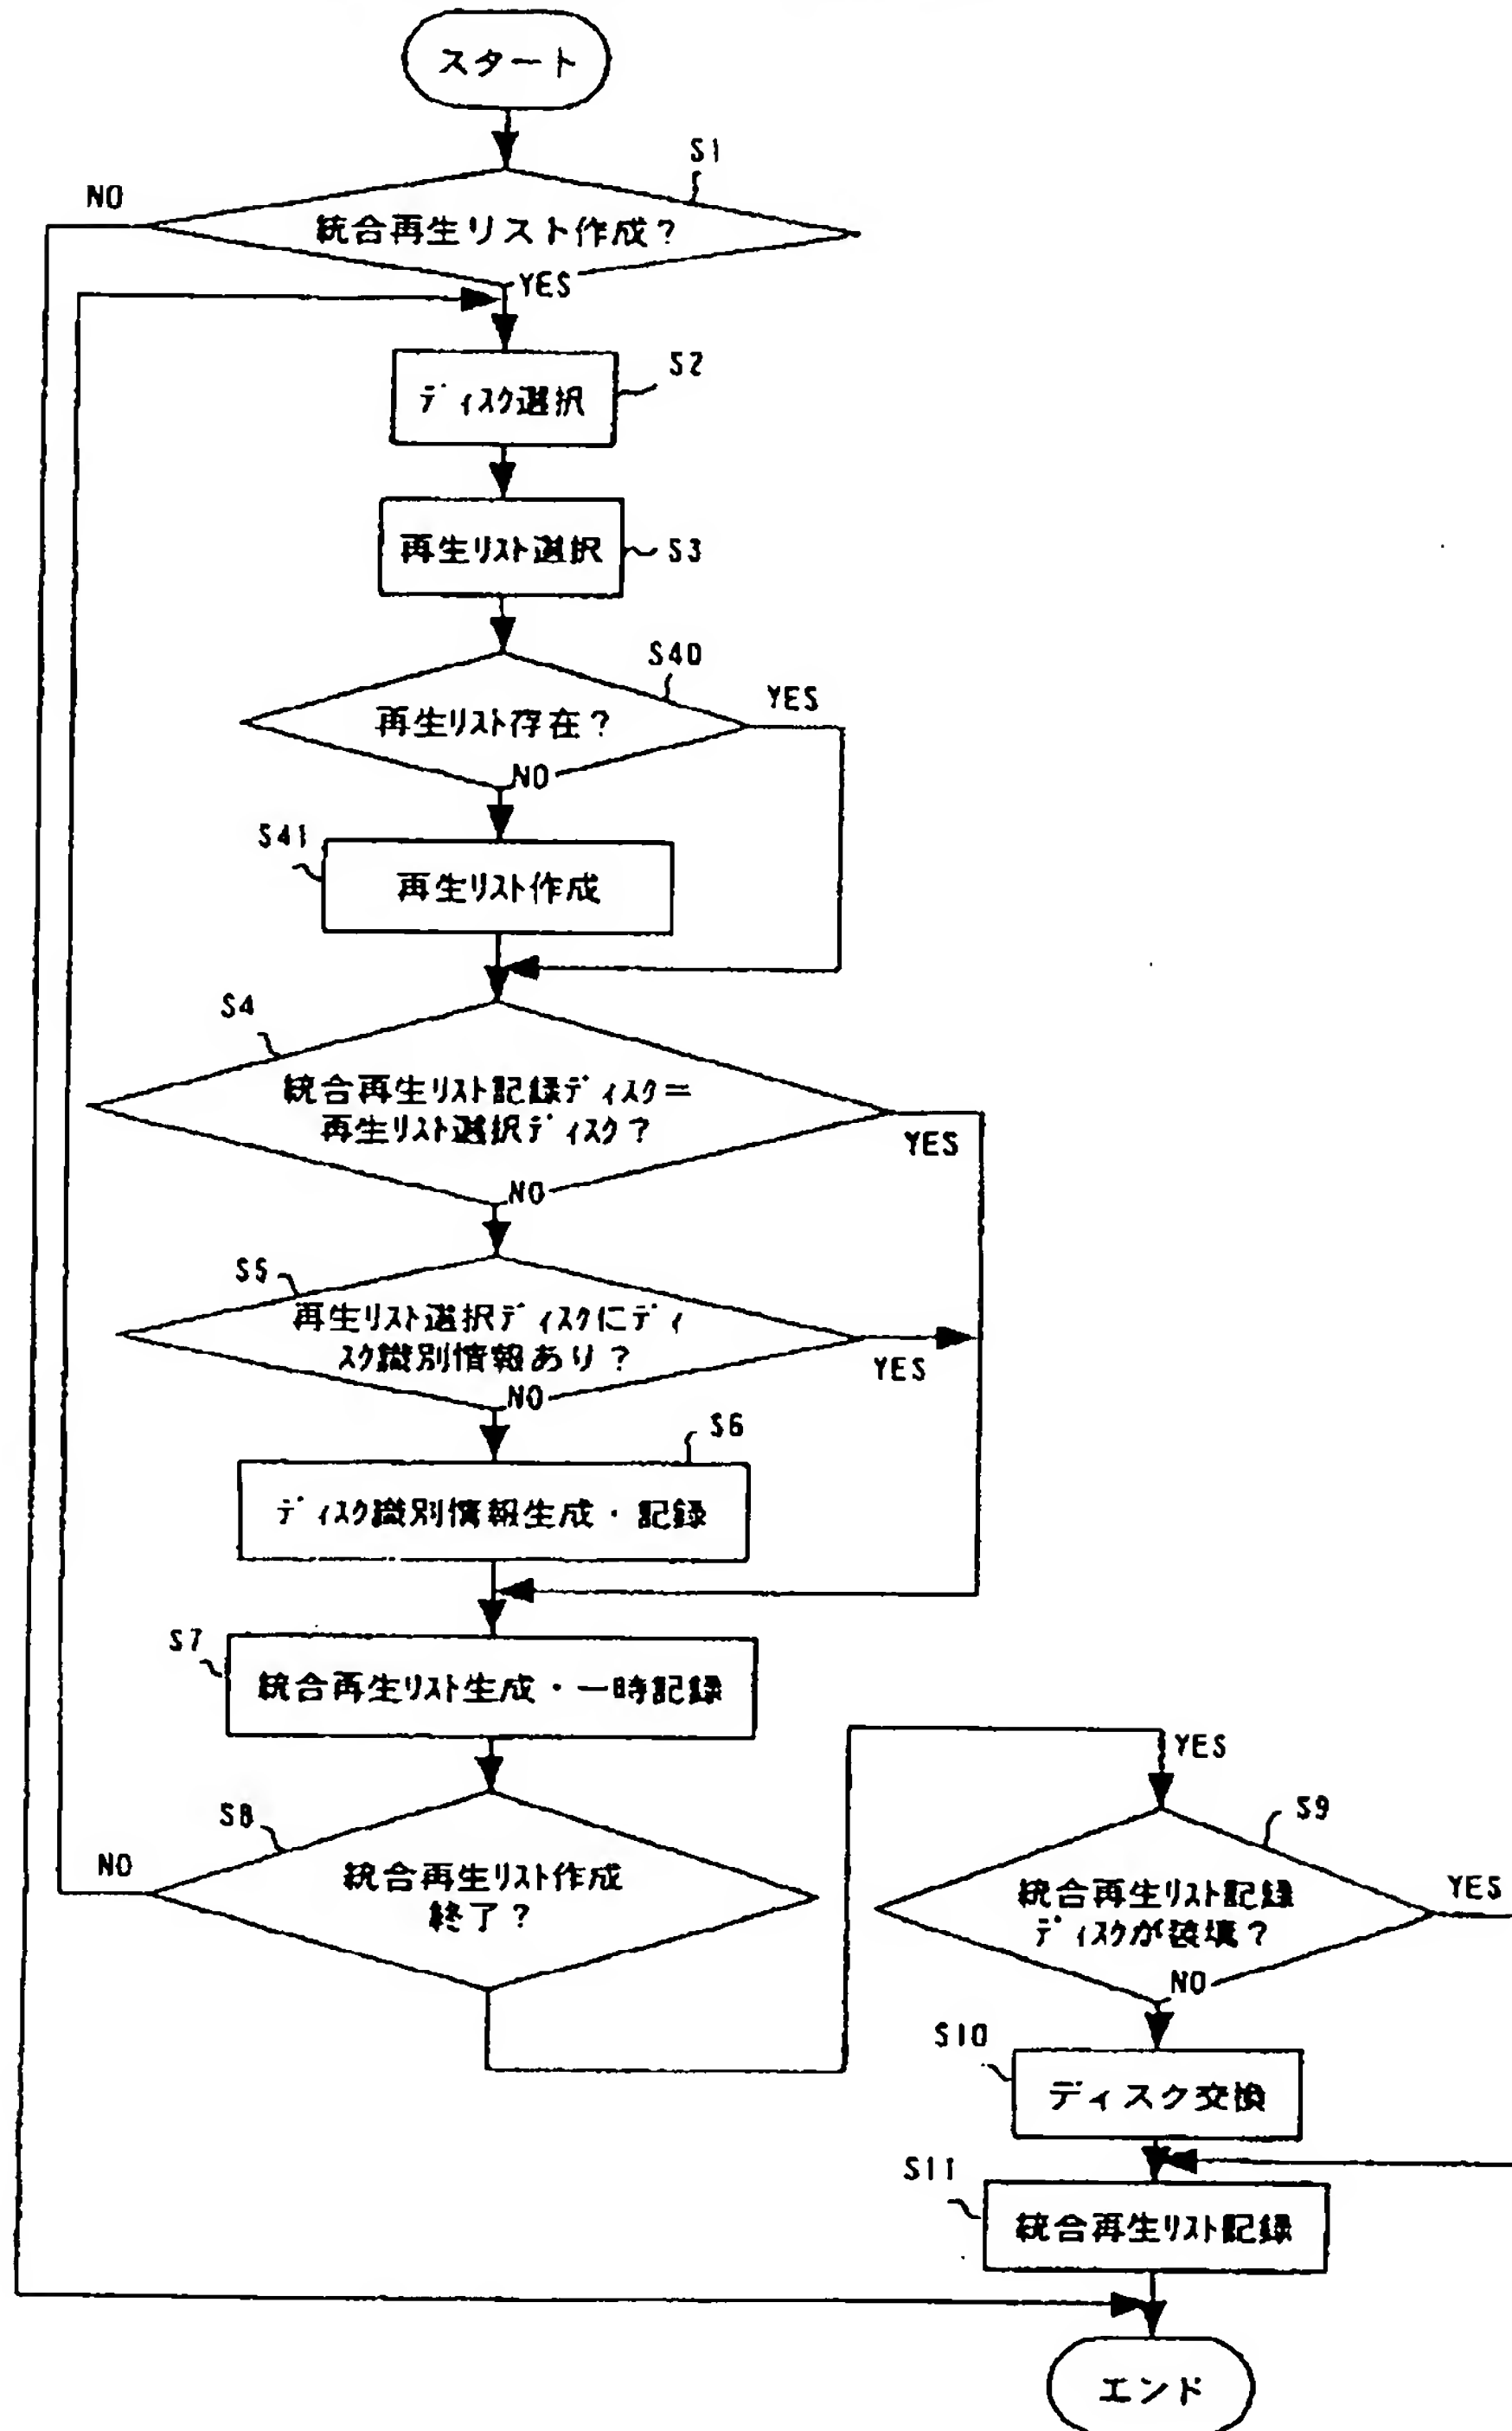 スタート
S1
NO
統合再生リスト作成?
YES
S2
ディスク選択
再生リスト選択
S3
S40
YES
再生リスト存在?
NO
S41
再生リスト作成
S4
統合再生リスト記録ディスク=
再生リスト選択ディスク?
YES
NO
S5
再生リスト選択ディスクにディ
スク識別情報あり?
YES
NO
S6
ディスク識別情報生成・記録
S7
統合再生リスト生成・一時記録
S8
NO
統合再生リスト作成
終了?
YES
S9
統合再生リスト記録
ディスクが装填?
YES
NO
S10
ディスク交換
S11
統合再生リスト記録
エンド